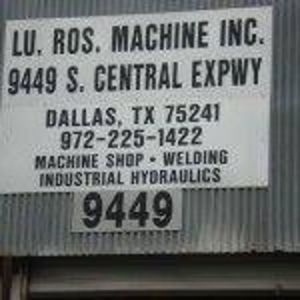 LU. ROS. MACHINE INC.
9449 S. CENTRAL EXPWY
DALLAS, TX 75241
972-225-1422
MACHINE SHOP • WELDING
INDUSTRIAL HYDRAULICS
9449